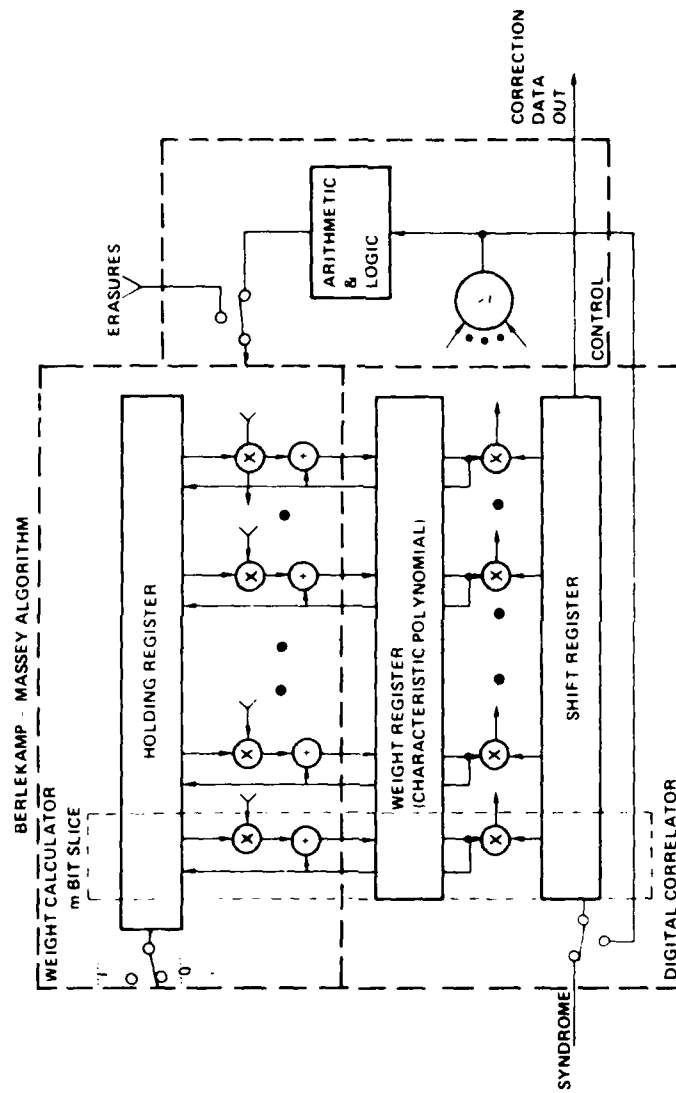 BERLEKAMP - MASSEY ALGORITHM
WEIGHT CALCULATOR
m BIT SLICE
HOLDING REGISTER
X
X
X
X
+
+
+
+
ERASURES
ARITHMETIC
&
LOGIC
WEIGHT REGISTER
(CHARACTERISTIC POLYNOMIAL)
X
X
X
X
CONTROL
SHIFT REGISTER
CORRECTION
DATA
OUT
SYNDROME
DIGITAL CORRELATOR